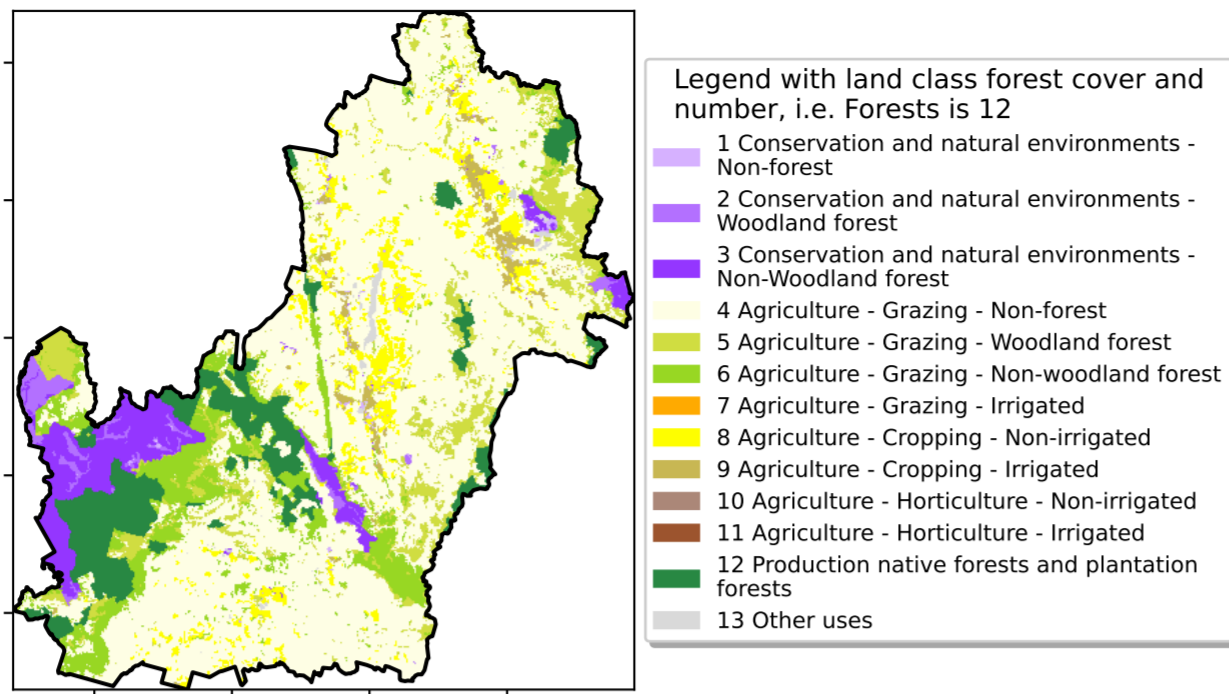 Legend with land class forest cover and
number, i.e. Forests is 12
1 Conservation and natural environments -
Non-forest
2 Conservation and natural environments -
Woodland forest
3 Conservation and natural environments -
Non-Woodland forest
4 Agriculture - Grazing - Non-forest
5 Agriculture - Grazing - Woodland forest
6 Agriculture - Grazing - Non-woodland forest
7 Agriculture - Grazing - Irrigated
8 Agriculture - Cropping - Non-irrigated
9 Agriculture - Cropping - Irrigated
10 Agriculture - Horticulture - Non-irrigated
11 Agriculture - Horticulture - Irrigated
12 Production native forests and plantation
forests
13 Other uses